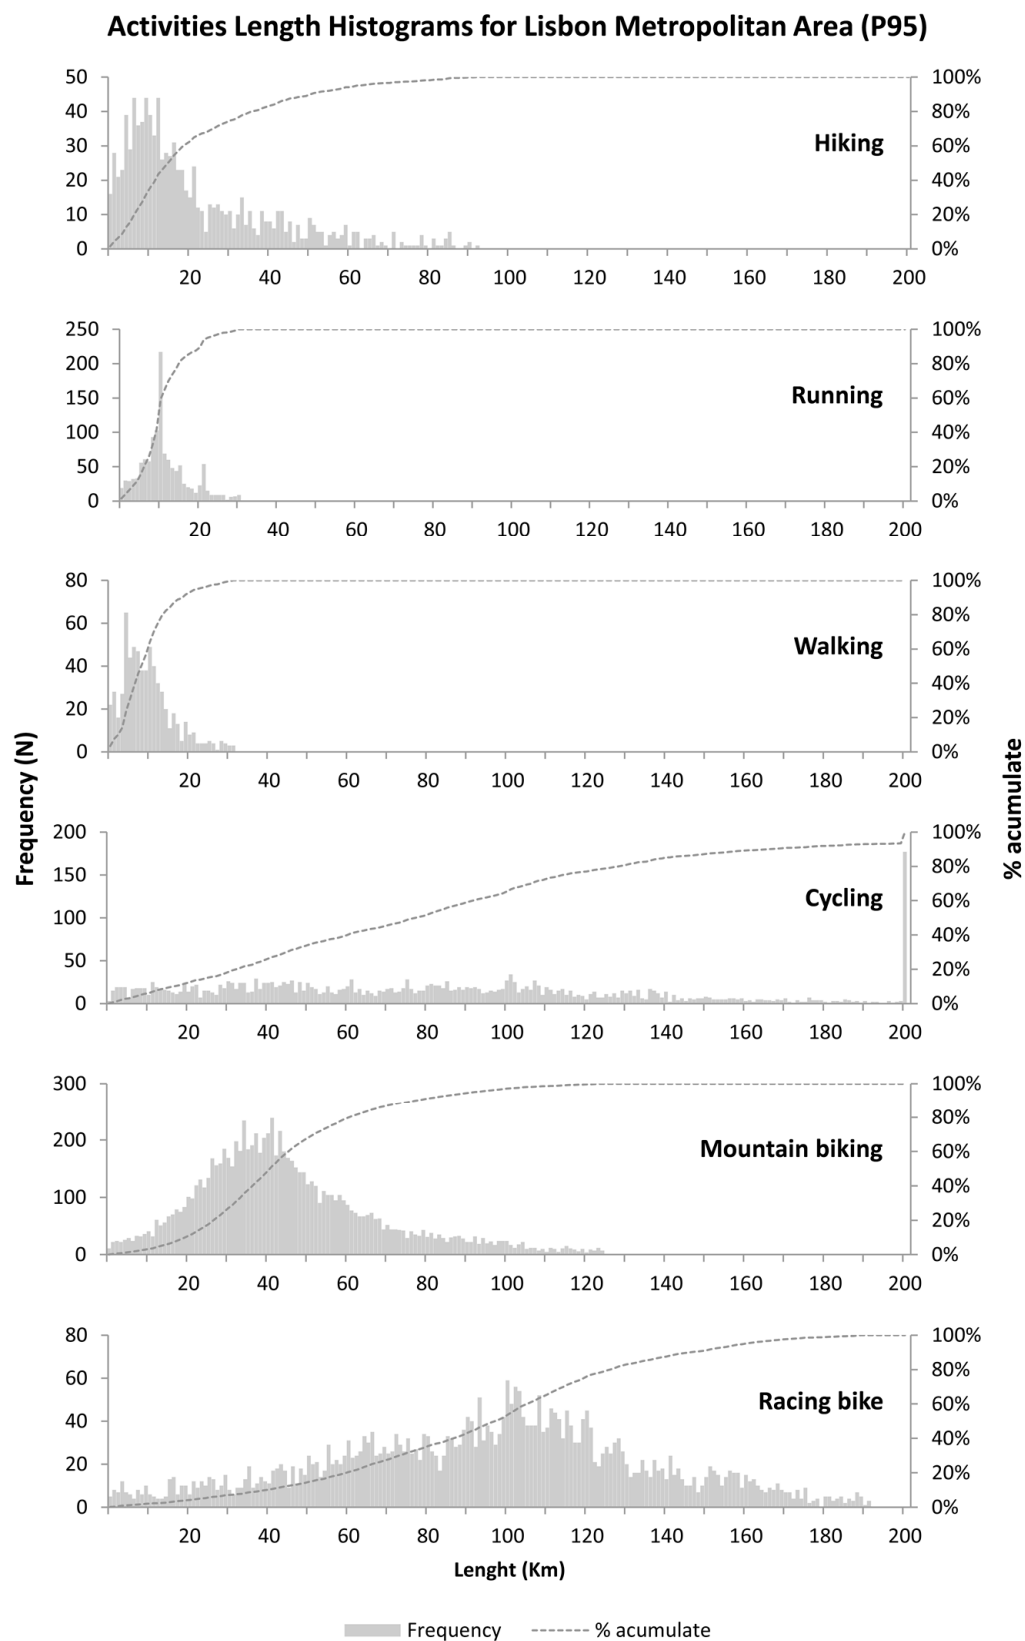 Activities Length Histograms for Lisbon Metropolitan Area (P95)
50 40 30 20 10 0
100% 80% 60% 40% 20% 0%
Hiking
20 40 60 80 100 120 140 160 180 200
250 200 150 100 50 0
100% 80% 60% 40% 20% 0%
Running
20 40 60 80 100 120 140 160 180 200
80 60 40 20 0
100% 80% 60% 40% 20% 0%
Walking
20 40 60 80 100 120 140 160 180 200
Frequency (N)
% acumulate
200 150 100 50 0
100% 80% 60% 40% 20% 0%
Cycling
20 40 60 80 100 120 140 160 180 200
300 200 100 0
100% 80% 60% 40% 20% 0%
Mountain biking
20 40 60 80 100 120 140 160 180 200
80 60 40 20 0
100% 80% 60% 40% 20% 0%
Racing bike
20 40 60 80 100 120 140 160 180 200
Lenght (Km)
Frequency % acumulate